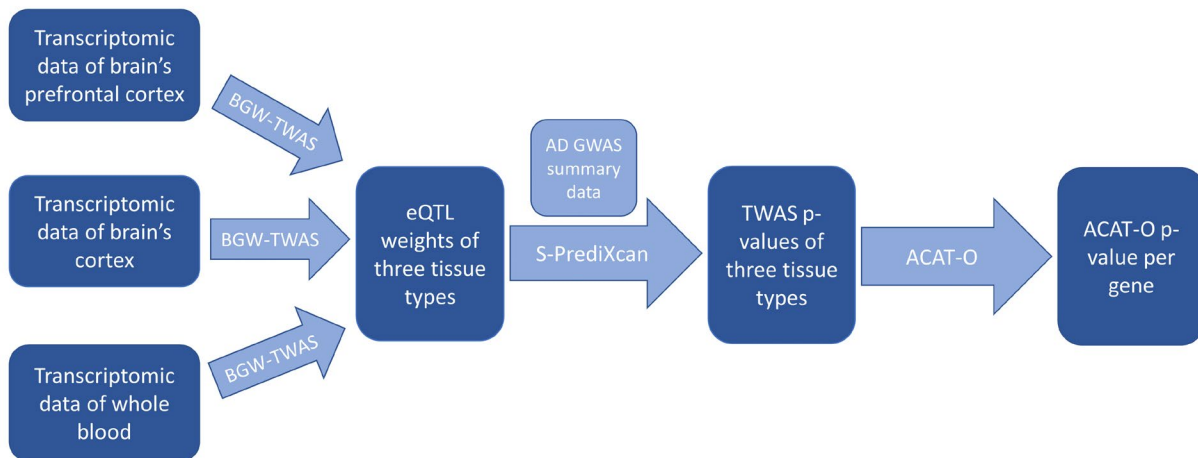 Transcriptomic
data of brain's
prefrontal cortex
BGW-TWAS
Transcriptomic
data of brain's
cortex
BGW-TWAS
Transcriptomic
data of whole
blood
BGW-TWAS
eQTL
weights of
three tissue
types
AD GWAS
summary
data
S-PrediXcan
TWAS p-
values of
three tissue
types
ACAT-O
ACAT-O p-
value per
gene